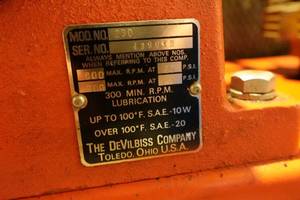 MOD. NO. 230
SER. NO.
ALWAYS MENTION ABOVE NOS.
WHEN REFERRING TO THIS COMP.
MAX. R.P.M. AT P.S.I.
MAX. R.P.M. AT P.S.I.
300 MIN. R.P.M.
LUBRICATION
UP TO 100°F. S.A.E.-10W
OVER 100°F. S.A.E.-20
THE DEVILBISS COMPANY
TOLEDO, OHIO U.S.A.